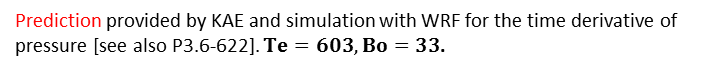 Prediction provided by KAE and simulation with WRF for the time derivative of
pressure [see also P3.6-622]. Te = 603, Bo = 33.